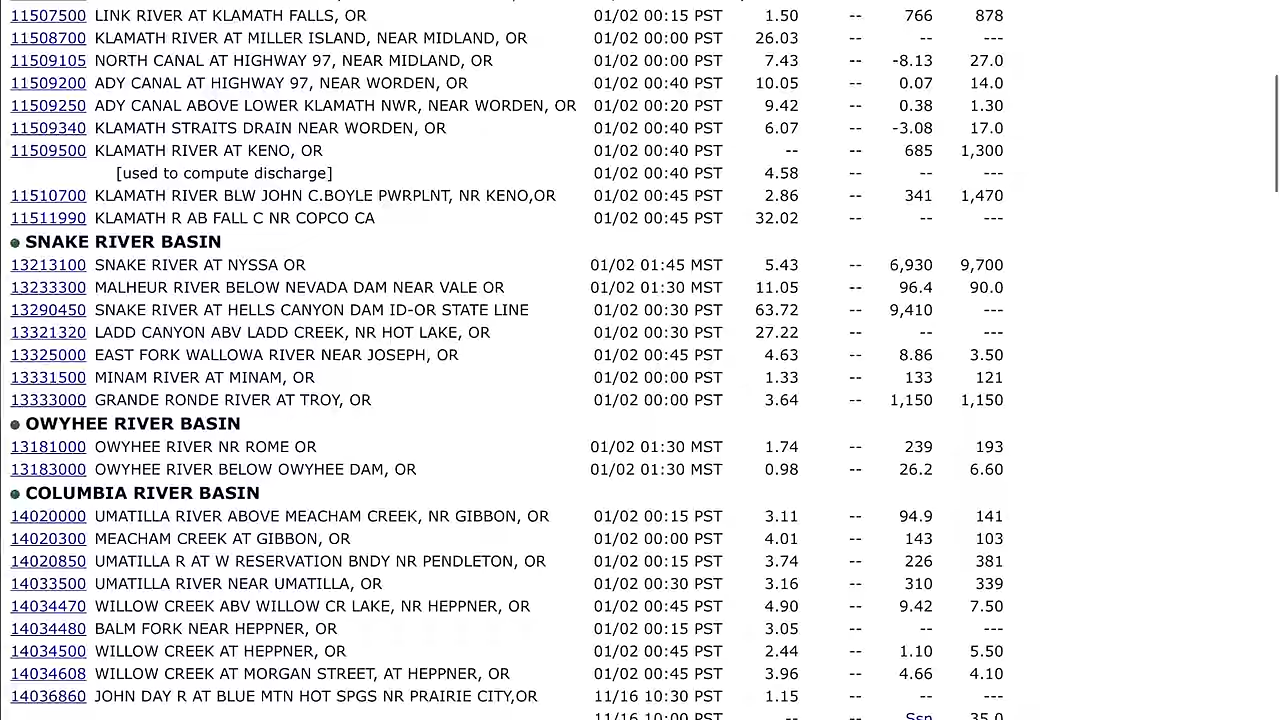 11507500 LINK RIVER AT KLAMATH FALLS, OR 01/02 00:15 PST 1.50 -- 766 878
11508700 KLAMATH RIVER AT MILLER ISLAND, NEAR MIDLAND, OR 01/02 00:00 PST 26.03 -- -- ---
11509105 NORTH CANAL AT HIGHWAY 97, NEAR MIDLAND, OR 01/02 00:00 PST 7.43 -- -8.13 27.0
11509200 ADY CANAL AT HIGHWAY 97, NEAR WORDEN, OR 01/02 00:40 PST 10.05 -- 0.07 14.0
11509250 ADY CANAL ABOVE LOWER KLAMATH NWR, NEAR WORDEN, OR 01/02 00:20 PST 9.42 -- 0.38 1.30
11509340 KLAMATH STRAITS DRAIN NEAR WORDEN, OR 01/02 00:40 PST 6.07 -- -3.08 17.0
11509500 KLAMATH RIVER AT KENO, OR 01/02 00:40 PST -- -- 685 1,300
[used to compute discharge] 01/02 00:40 PST 4.58 -- -- ---
11510700 KLAMATH RIVER BLW JOHN C.BOYLE PWRPLNT, NR KENO,OR 01/02 00:45 PST 2.86 -- 341 1,470
11511990 KLAMATH R AB FALL C NR COPCO CA 01/02 00:45 PST 32.02 -- -- ---
SNAKE RIVER BASIN
13213100 SNAKE RIVER AT NYSSA OR 01/02 01:45 MST 5.43 -- 6,930 9,700
13233300 MALHEUR RIVER BELOW NEVADA DAM NEAR VALE OR 01/02 01:30 MST 11.05 -- 96.4 90.0
13290450 SNAKE RIVER AT HELLS CANYON DAM ID-OR STATE LINE 01/02 00:30 PST 63.72 -- 9,410 ---
13321320 LADD CANYON ABV LADD CREEK, NR HOT LAKE, OR 01/02 00:30 PST 27.22 -- -- ---
13325000 EAST FORK WALLOWA RIVER NEAR JOSEPH, OR 01/02 00:45 PST 4.63 -- 8.86 3.50
13331500 MINAM RIVER AT MINAM, OR 01/02 00:00 PST 1.33 -- 133 121
13333000 GRANDE RONDE RIVER AT TROY, OR 01/02 00:00 PST 3.64 -- 1,150 1,150
OWYHEE RIVER BASIN
13181000 OWYHEE RIVER NR ROME OR 01/02 01:30 MST 1.74 -- 239 193
13183000 OWYHEE RIVER BELOW OWYHEE DAM, OR 01/02 01:30 MST 0.98 -- 26.2 6.60
COLUMBIA RIVER BASIN
14020000 UMATILLA RIVER ABOVE MEACHAM CREEK, NR GIBBON, OR 01/02 00:15 PST 3.11 -- 94.9 141
14020300 MEACHAM CREEK AT GIBBON, OR 01/02 00:00 PST 4.01 -- 143 103
14020850 UMATILLA R AT W RESERVATION BNDY NR PENDLETON, OR 01/02 00:15 PST 3.74 -- 226 381
14033500 UMATILLA RIVER NEAR UMATILLA, OR 01/02 00:30 PST 3.16 -- 310 339
14034470 WILLOW CREEK ABV WILLOW CR LAKE, NR HEPPNER, OR 01/02 00:45 PST 4.90 -- 9.42 7.50
14034480 BALM FORK NEAR HEPPNER, OR 01/02 00:15 PST 3.05 -- -- ---
14034500 WILLOW CREEK AT HEPPNER, OR 01/02 00:45 PST 2.44 -- 1.10 5.50
14034608 WILLOW CREEK AT MORGAN STREET, AT HEPPNER, OR 01/02 00:45 PST 3.96 -- 4.66 4.10
14036860 JOHN DAY R AT BLUE MTN HOT SPGS NR PRAIRIE CITY,OR 11/16 10:30 PST 1.15 -- -- ---
11/16 10:00 PST -- -- Ssn 35.0